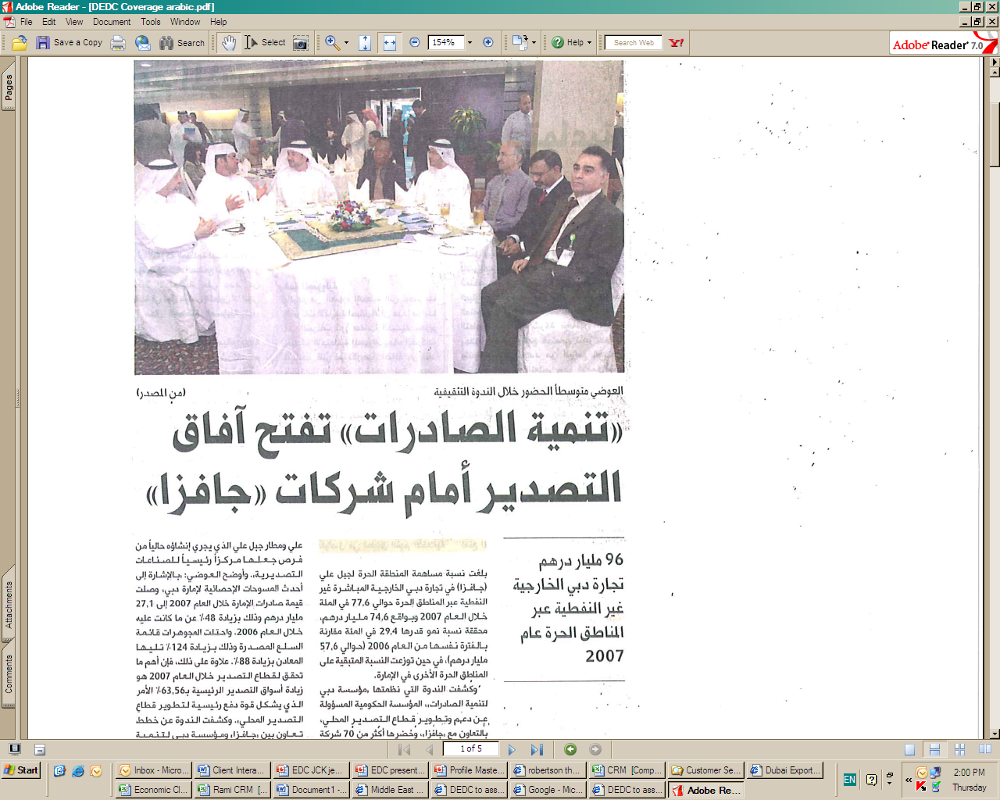 Adobe Reader - [DEDC Coverage arabic.pdf]
File Edit View Document Tools Window Help
Save a Copy Search Select 154% Help Search Web Y! Adobe Reader 7.0
Pages
Attachments
Comments
العوضي متوسطاً الحضور خلال الندوة التثقيفية (من المصدر)
«تنمية الصادرات» تفتح آفاق
التصدير أمام شركات «جافزا»
96 مليار درهم
تجارة دبي الخارجية
غير النفطية عبر
المناطق الحرة عام
2007
بلغت نسبة مساهمة المنطقة الحرة لجبل علي
(جافزا) في تجارة دبي الخارجية المباشرة غير
النفطية عبر المناطق الحرة حوالي 77,6 في المئة
خلال العام 2007 وبواقع 74,6 مليار درهم،
محققة نسبة نمو قدرها 29,4 في المئة مقارنة
بالفترة نفسها من العام 2006 (حوالي 57,6
مليار درهم)، في حين توزعت النسبة المتبقية على
المناطق الحرة الأخرى في الإمارة.
وكشفت الندوة التي نظمتها «مؤسسة دبي
لتنمية الصادرات»، المؤسسة الحكومية المسؤولة
عن دعم وتطوير قطاع التصدير المحلي،
بالتعاون مع «جافزا»، وحضرها أكثر من 70 شركة
علي ومطار جبل علي الذي يجري إنشاؤه حالياً من
فرص جعلها مركزاً رئيسياً للصناعات
التصديرية». وأوضح العوضي: «بالإشارة إلى
أحدث المسوحات الإحصائية لإمارة دبي، وصلت
قيمة صادرات الإمارة خلال العام 2007 إلى 27,1
مليار درهم وذلك بزيادة 48٪ عن ما كانت عليه
خلال العام 2006. واحتلت المجوهرات قائمة
السلع المصدرة وذلك بزيادة 124٪ تليها
المعادن بزيادة 88٪. علاوة على ذلك، فإن أهم ما
تحقق لقطاع التصدير خلال العام 2007 هو
زيادة أسواق التصدير الرئيسية بـ63,56٪ الأمر
الذي يشكل قوة دفع رئيسية لتطوير قطاع
التصدير المحلي». وكشفت الندوة عن خطط
تعاون بين «جافزا» ومؤسسة دبي لتنمية
1 of 5
Start Inbox - Micro... Client Intera... EDC JCK je... EDC present... Profile Maste... robertson th... CRM [Comp... Customer Se... Dubai Export... EN 2:00 PM
Economic Cl... Rami CRM [... Document1 -... Middle East ... DEDC to ass... Google - Mic... DEDC to ass... Adobe Re... Thursday